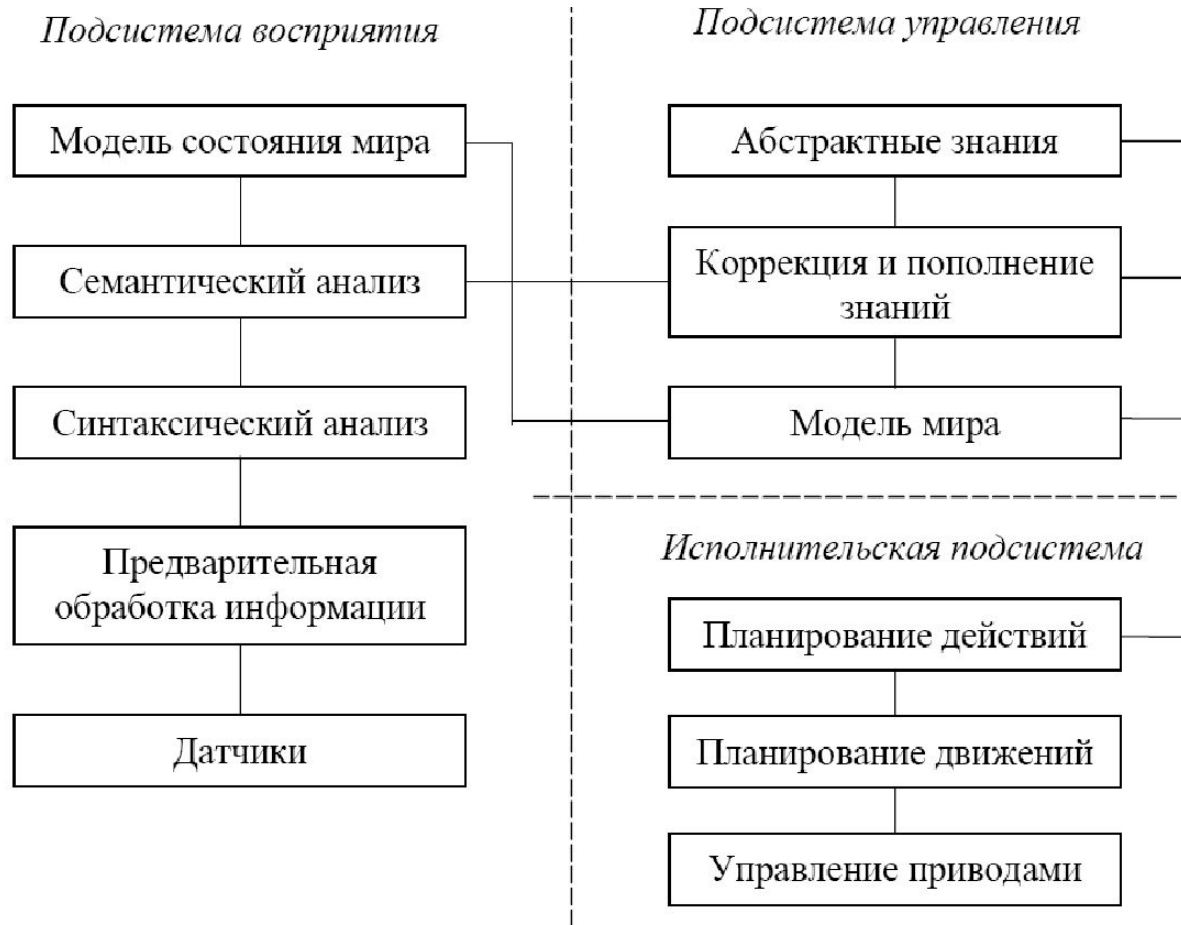 Подсистема восприятия
Модель состояния мира
Семантический анализ
Синтаксический анализ
Предварительная
обработка информации
Датчики
Подсистема управления
Абстрактные знания
Коррекция и пополнение
знаний
Модель мира
Исполнительская подсистема
Планирование действий
Планирование движений
Управление приводами